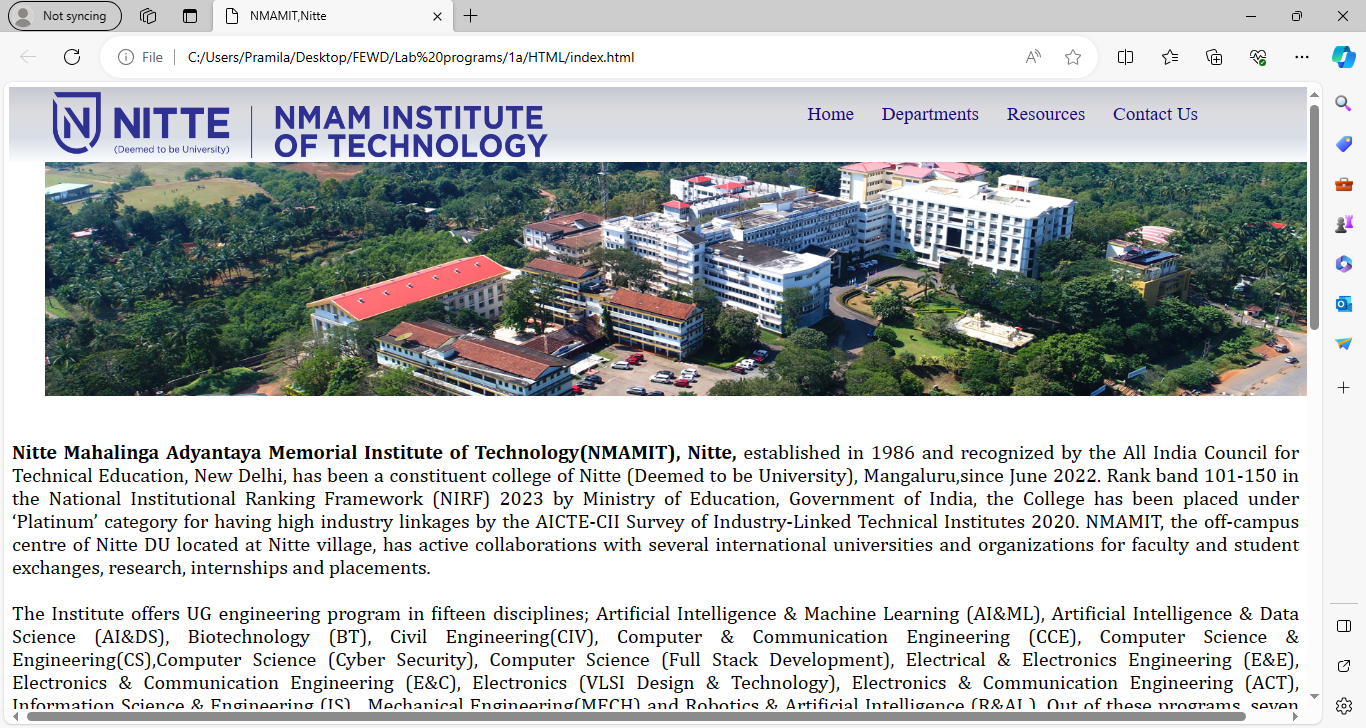 Not syncing
NMAMIT,Nitte
File
C:/Users/Pramila/Desktop/FEWD/Lab%20programs/1a/HTML/index.html
NITTE
(Deemed to be University)
NMAM INSTITUTE
OF TECHNOLOGY
Home Departments Resources Contact Us
Nitte Mahalinga Adyantaya Memorial Institute of Technology(NMAMIT), Nitte, established in 1986 and recognized by the All India Council for
Technical Education, New Delhi, has been a constituent college of Nitte (Deemed to be University), Mangaluru,since June 2022. Rank band 101-150 in
the National Institutional Ranking Framework (NIRF) 2023 by Ministry of Education, Government of India, the College has been placed under
‘Platinum’ category for having high industry linkages by the AICTE-CII Survey of Industry-Linked Technical Institutes 2020. NMAMIT, the off-campus
centre of Nitte DU located at Nitte village, has active collaborations with several international universities and organizations for faculty and student
exchanges, research, internships and placements.
The Institute offers UG engineering program in fifteen disciplines; Artificial Intelligence & Machine Learning (AI&ML), Artificial Intelligence & Data
Science (AI&DS), Biotechnology (BT), Civil Engineering(CIV), Computer & Communication Engineering (CCE), Computer Science &
Engineering(CS),Computer Science (Cyber Security), Computer Science (Full Stack Development), Electrical & Electronics Engineering (E&E),
Electronics & Communication Engineering (E&C), Electronics (VLSI Design & Technology), Electronics & Communication Engineering (ACT),
Information Science & Engineering (IS), Mechanical Engineering(MECH) and Robotics & Artificial Intelligence (R&AI,). Out of these programs, seven